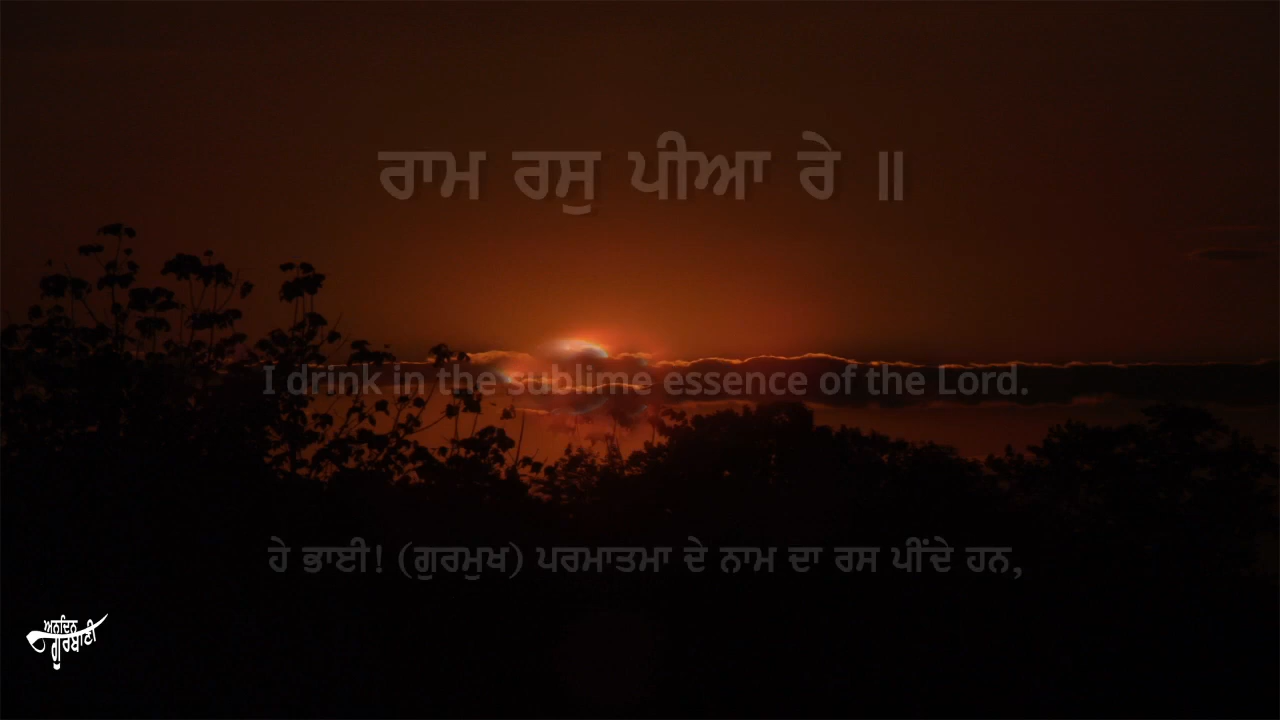 ਰਾਮ ਰਸੁ ਪੀਆ ਰੇ ॥
I drink in the sublime essence of the Lord.
ਹੇ ਭਾਈ! (ਗੁਰਮੁਖ) ਪਰਮਾਤਮਾ ਦੇ ਨਾਮ ਦਾ ਰਸ ਪੀਂਦੇ ਹਨ,
ਅਨਦਿਨ
ਗੁਰਬਾਣੀ